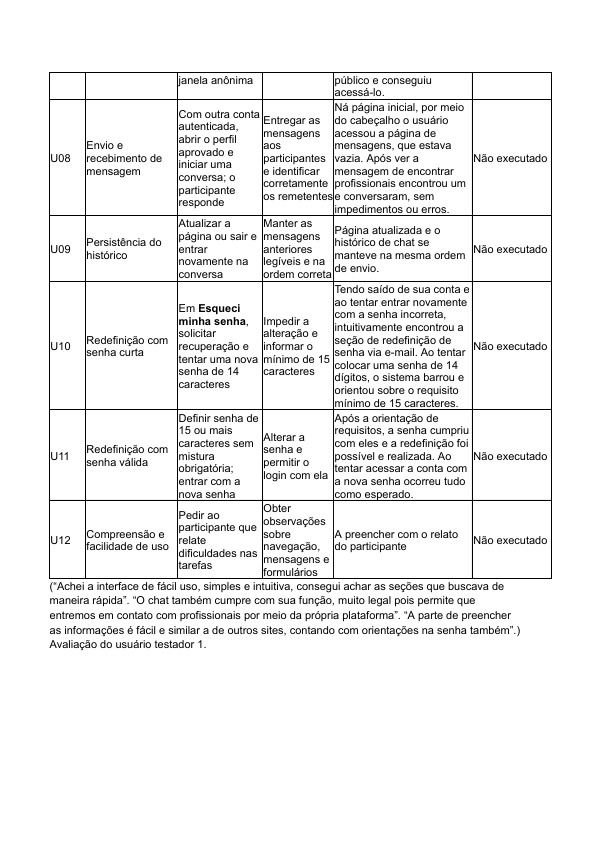 janela anônima
público e conseguiu
acessá-lo.
U08
Envio e
recebimento de
mensagem
Com outra conta
autenticada,
abrir o perfil
aprovado e
iniciar uma
conversa; o
participante
responde
Entregar as
mensagens
aos
participantes
e identificar
corretamente
os remetentes
Ná página inicial, por meio
do cabeçalho o usuário
acessou a página de
mensagens, que estava
vazia. Após ver a
mensagem de encontrar
profissionais encontrou um
e conversaram, sem
impedimentos ou erros.
Não executado
U09
Persistência do
histórico
Atualizar a
página ou sair e
entrar
novamente na
conversa
Manter as
mensagens
anteriores
legíveis e na
ordem correta
Página atualizada e o
histórico de chat se
manteve na mesma ordem
de envio.
Não executado
U10
Redefinição com
senha curta
Em Esqueci
minha senha,
solicitar
recuperação e
tentar uma nova
senha de 14
caracteres
Impedir a
alteração e
informar o
mínimo de 15
caracteres
Tendo saído de sua conta e
ao tentar entrar novamente
com a senha incorreta,
intuitivamente encontrou a
seção de redefinição de
senha via e-mail. Ao tentar
colocar uma senha de 14
dígitos, o sistema barrou e
orientou sobre o requisito
mínimo de 15 caracteres.
Não executado
U11
Redefinição com
senha válida
Definir senha de
15 ou mais
caracteres sem
mistura
obrigatória;
entrar com a
nova senha
Alterar a
senha e
permitir o
login com ela
Após a orientação de
requisitos, a senha cumpriu
com eles e a redefinição foi
possível e realizada. Ao
tentar acessar a conta com
a nova senha ocorreu tudo
como esperado.
Não executado
U12
Compreensão e
facilidade de uso
Pedir ao
participante que
relate
dificuldades nas
tarefas
Obter
observações
sobre
navegação,
mensagens e
formulários
A preencher com o relato
do participante
Não executado
(“Achei a interface de fácil uso, simples e intuitiva, consegui achar as seções que buscava de
maneira rápida”. “O chat também cumpre com sua função, muito legal pois permite que
entremos em contato com profissionais por meio da própria plataforma”. “A parte de preencher
as informações é fácil e similar a de outros sites, contando com orientações na senha também”.)
Avaliação do usuário testador 1.